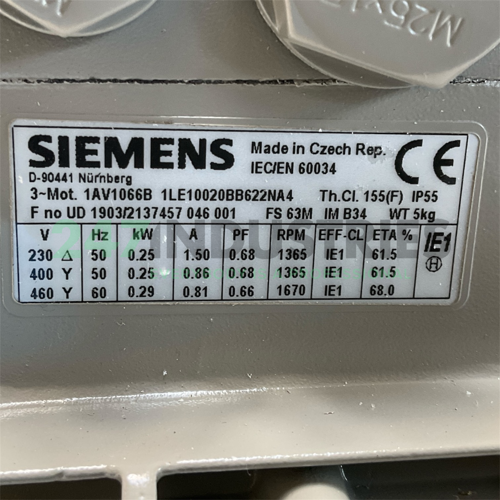 M25x1,5
SIEMENS
D-90441 Nürnberg
Made in Czech Rep.
IEC/EN 60034
CE
3~Mot. 1AV1066B 1LE10020BB622NA4 Th.Cl. 155(F) IP55
F no UD 1903/2137457 046 001 FS 63M IM B34 WT 5kg
V Hz kW A PF RPM EFF-CL ETA % IE1
230 Δ 50 0.25 1.50 0.68 1365 IE1 61.5
400 Y 50 0.25 0.86 0.68 1365 IE1 61.5
460 Y 60 0.29 0.81 0.66 1670 IE1 68.0